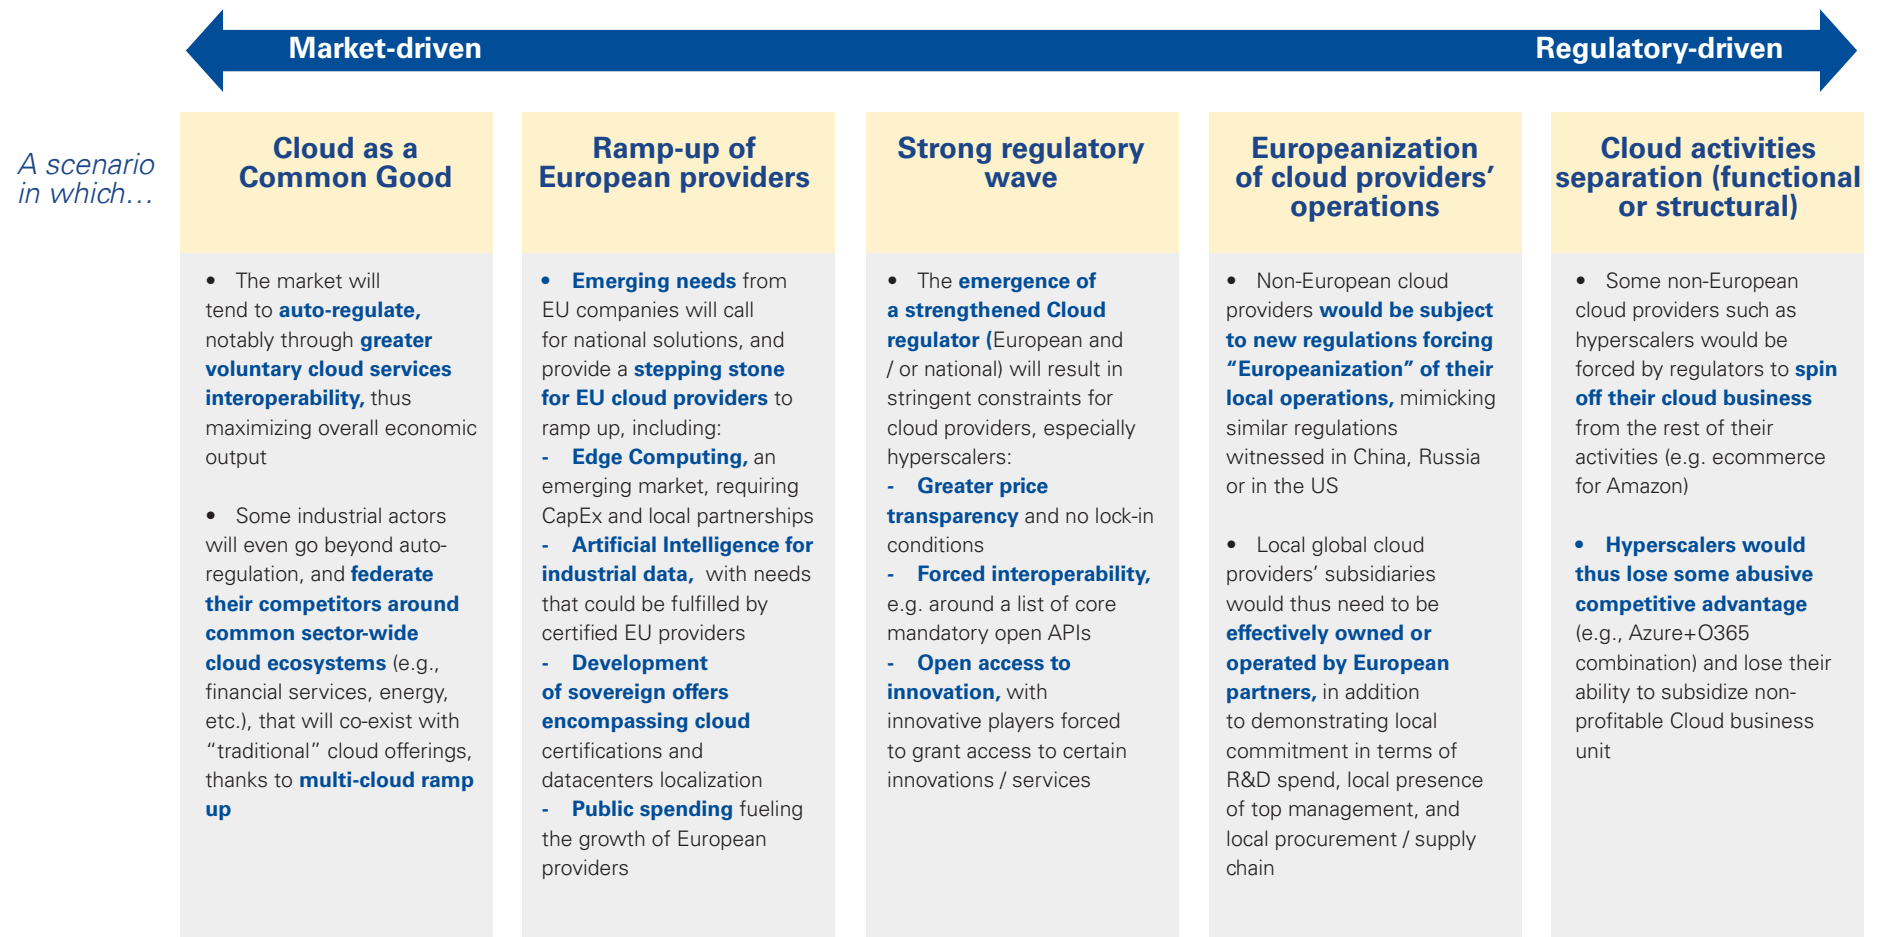 Market-driven
Regulatory-driven
A scenario
in which…
Cloud as a
Common Good
• The market will
tend to auto-regulate,
notably through greater
voluntary cloud services
interoperability, thus
maximizing overall economic
output
• Some industrial actors
will even go beyond auto-
regulation, and federate
their competitors around
common sector-wide
cloud ecosystems (e.g.,
financial services, energy,
etc.), that will co-exist with
“traditional” cloud offerings,
thanks to multi-cloud ramp
up
Ramp-up of
European providers
• Emerging needs from
EU companies will call
for national solutions, and
provide a stepping stone
for EU cloud providers to
ramp up, including:
- Edge Computing, an
emerging market, requiring
CapEx and local partnerships
- Artificial Intelligence for
industrial data, with needs
that could be fulfilled by
certified EU providers
- Development
of sovereign offers
encompassing cloud
certifications and
datacenters localization
- Public spending fueling
the growth of European
providers
Strong regulatory
wave
• The emergence of
a strengthened Cloud
regulator (European and
/ or national) will result in
stringent constraints for
cloud providers, especially
hyperscalers:
- Greater price
transparency and no lock-in
conditions
- Forced interoperability,
e.g. around a list of core
mandatory open APIs
- Open access to
innovation, with
innovative players forced
to grant access to certain
innovations / services
Europeanization
of cloud providers’
operations
• Non-European cloud
providers would be subject
to new regulations forcing
“Europeanization” of their
local operations, mimicking
similar regulations
witnessed in China, Russia
or in the US
• Local global cloud
providers’ subsidiaries
would thus need to be
effectively owned or
operated by European
partners, in addition
to demonstrating local
commitment in terms of
R&D spend, local presence
of top management, and
local procurement / supply
chain
Cloud activities
separation (functional
or structural)
• Some non-European
cloud providers such as
hyperscalers would be
forced by regulators to spin
off their cloud business
from the rest of their
activities (e.g. ecommerce
for Amazon)
• Hyperscalers would
thus lose some abusive
competitive advantage
(e.g., Azure+O365
combination) and lose their
ability to subsidize non-
profitable Cloud business
unit